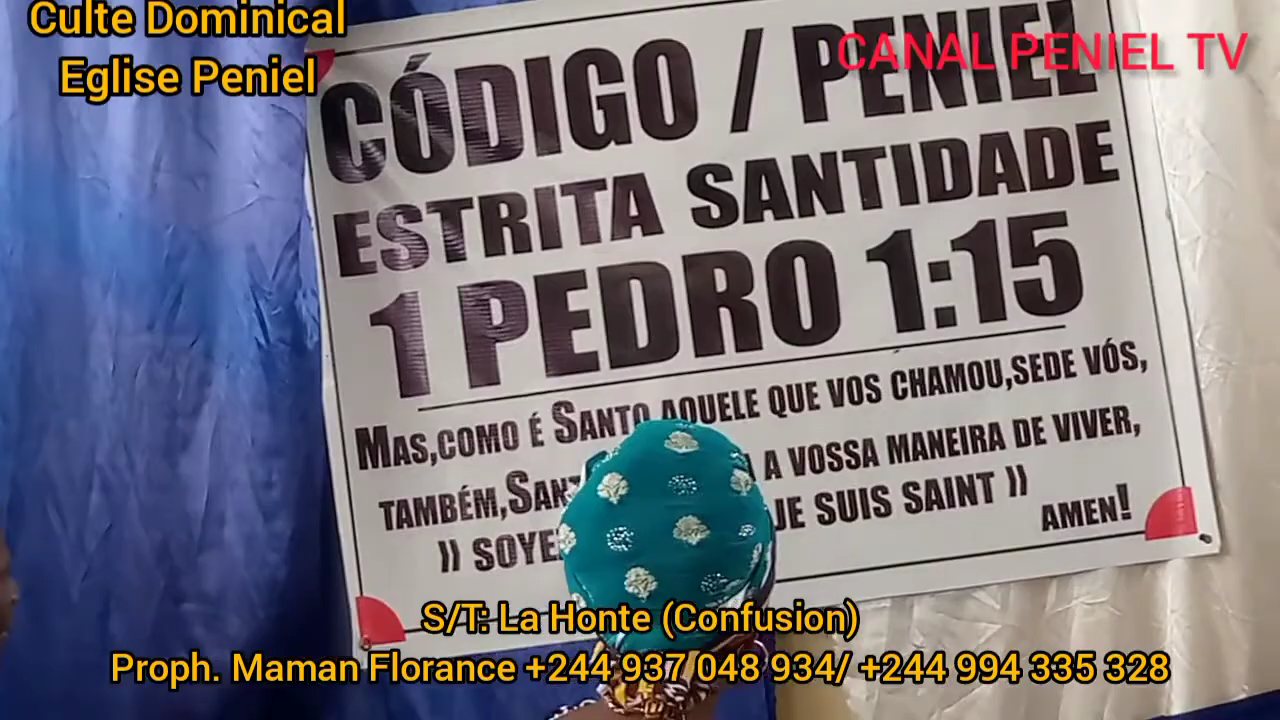 Culte Dominical
Eglise Peniel
CANAL PENIEL TV
CÓDIGO / PENIEL
ESTRITA SANTIDADE
1 PEDRO 1:15
MAS,COMO É SANTO AQUELE QUE VOS CHAMOU,SEDE VÓS,
TAMBÉM, A VOSSA MANEIRA DE VIVER,
)) JE SUIS SAINT ))
AMEN!
S/T: La Honte (Confusion)
Proph. Maman Florance +244 937 048 934/ +244 994 335 328